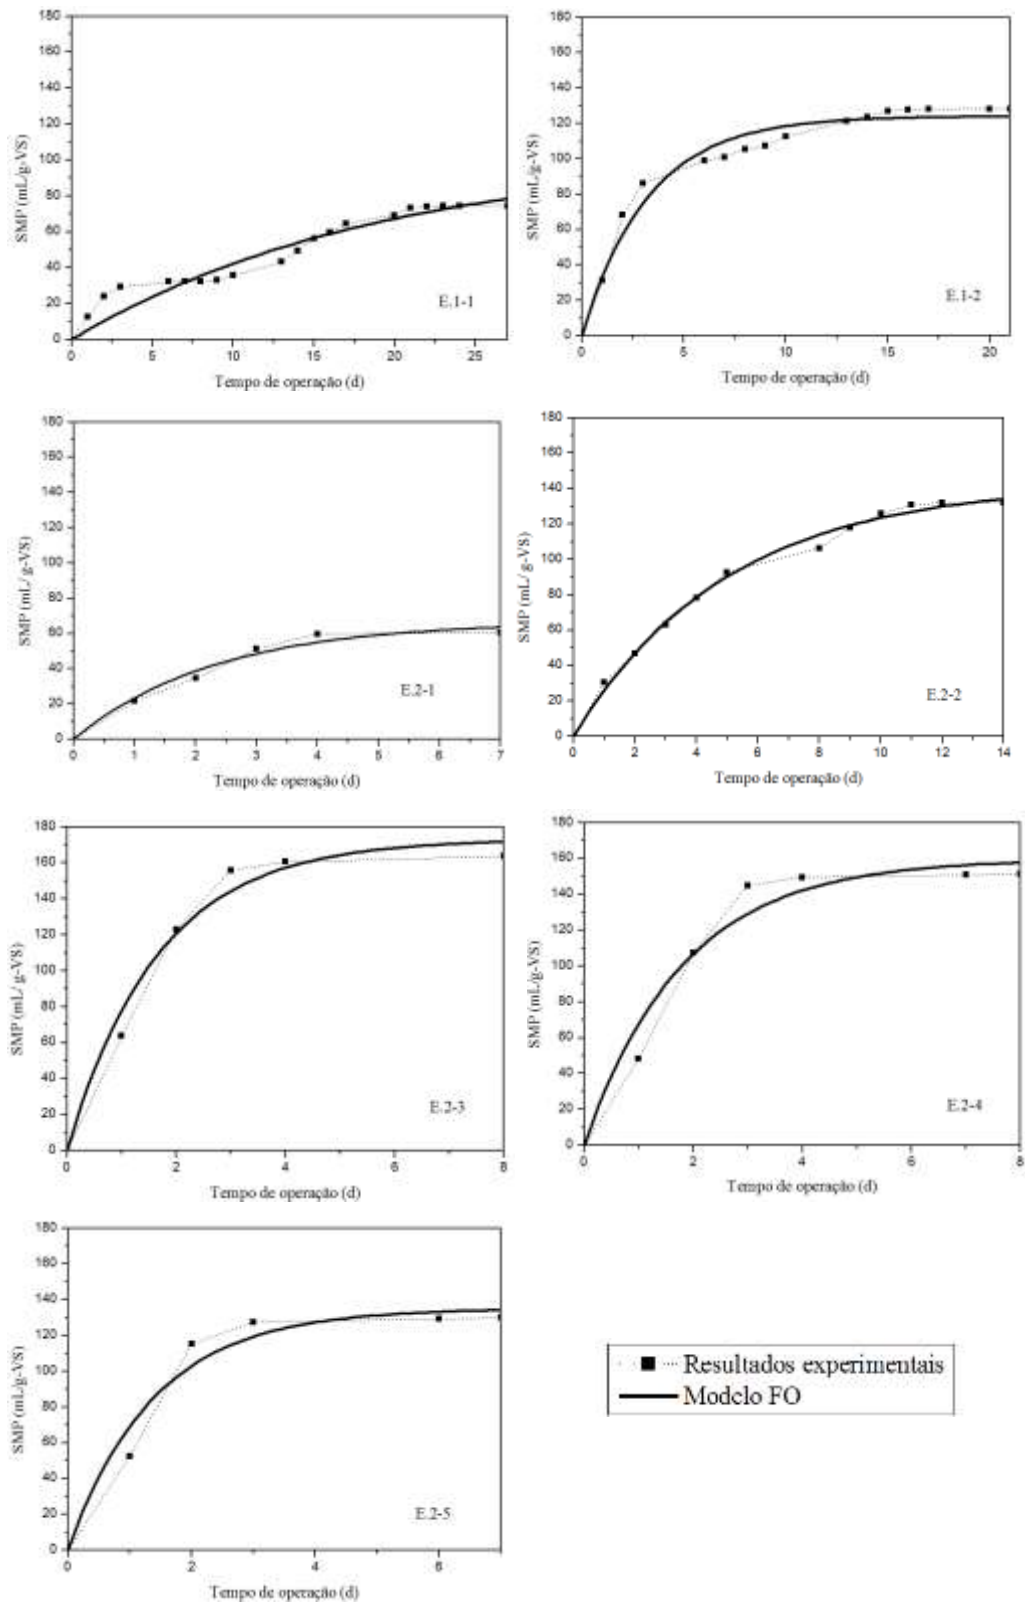 180
160
140
120
100
80
60
40
20
0
SMP (mL/g-VS)
E.1-1
0 5 10 15 20 25
Tempo de operação (d)
180
160
140
120
100
80
60
40
20
0
SMP (mL/g-VS)
E.1-2
0 5 10 15 20
Tempo de operação (d)
180
160
140
120
100
80
60
40
20
0
SMP (mL/ g-VS)
E.2-1
0 1 2 3 4 5 6 7
Tempo de operação (d)
180
160
140
120
100
80
60
40
20
0
SMP (mL/ g-VS)
E.2-2
0 2 4 6 8 10 12 14
Tempo de operação (d)
180
160
140
120
100
80
60
40
20
0
SMP (mL/ g-VS)
E.2-3
0 2 4 6 8
Tempo de operação (d)
180
160
140
120
100
80
60
40
20
0
SMP (mL/g-VS)
E.2-4
0 2 4 6 8
Tempo de operação (d)
180
160
140
120
100
80
60
40
20
0
SMP (mL/g-VS)
E.2-5
0 2 4 6
Tempo de operação (d)
Resultados experimentais
Modelo FO